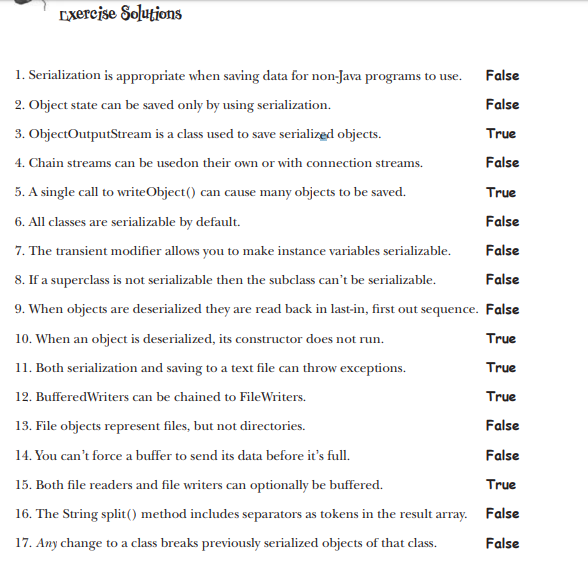 Exercise Solutions
1. Serialization is appropriate when saving data for non-Java programs to use. False
2. Object state can be saved only by using serialization. False
3. ObjectOutputStream is a class used to save serialized objects. True
4. Chain streams can be usedon their own or with connection streams. False
5. A single call to writeObject() can cause many objects to be saved. True
6. All classes are serializable by default. False
7. The transient modifier allows you to make instance variables serializable. False
8. If a superclass is not serializable then the subclass can’t be serializable. False
9. When objects are deserialized they are read back in last-in, first out sequence. False
10. When an object is deserialized, its constructor does not run. True
11. Both serialization and saving to a text file can throw exceptions. True
12. BufferedWriters can be chained to FileWriters. True
13. File objects represent files, but not directories. False
14. You can’t force a buffer to send its data before it’s full. False
15. Both file readers and file writers can optionally be buffered. True
16. The String split() method includes separators as tokens in the result array. False
17. Any change to a class breaks previously serialized objects of that class. False